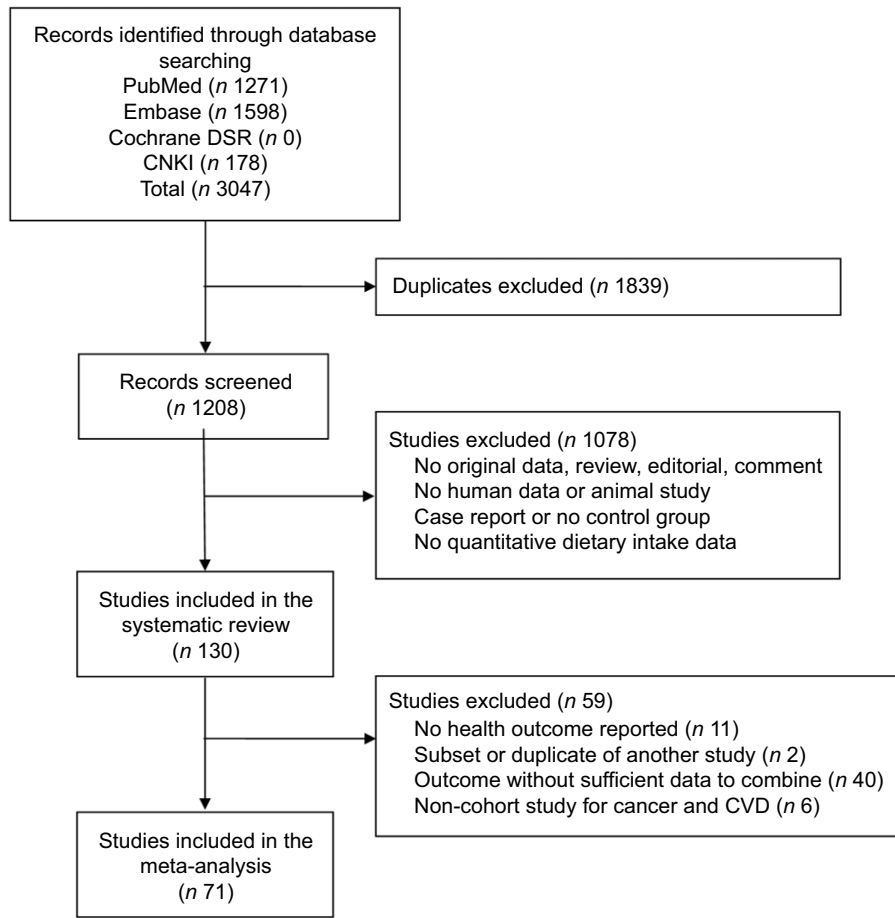 Records identified through database
searching
PubMed (n 1271)
Embase (n 1598)
Cochrane DSR (n 0)
CNKI (n 178)
Total (n 3047)
Duplicates excluded (n 1839)
Records screened
(n 1208)
Studies excluded (n 1078)
No original data, review, editorial, comment
No human data or animal study
Case report or no control group
No quantitative dietary intake data
Studies included in the
systematic review
(n 130)
Studies excluded (n 59)
No health outcome reported (n 11)
Subset or duplicate of another study (n 2)
Outcome without sufficient data to combine (n 40)
Non-cohort study for cancer and CVD (n 6)
Studies included in the
meta-analysis
(n 71)